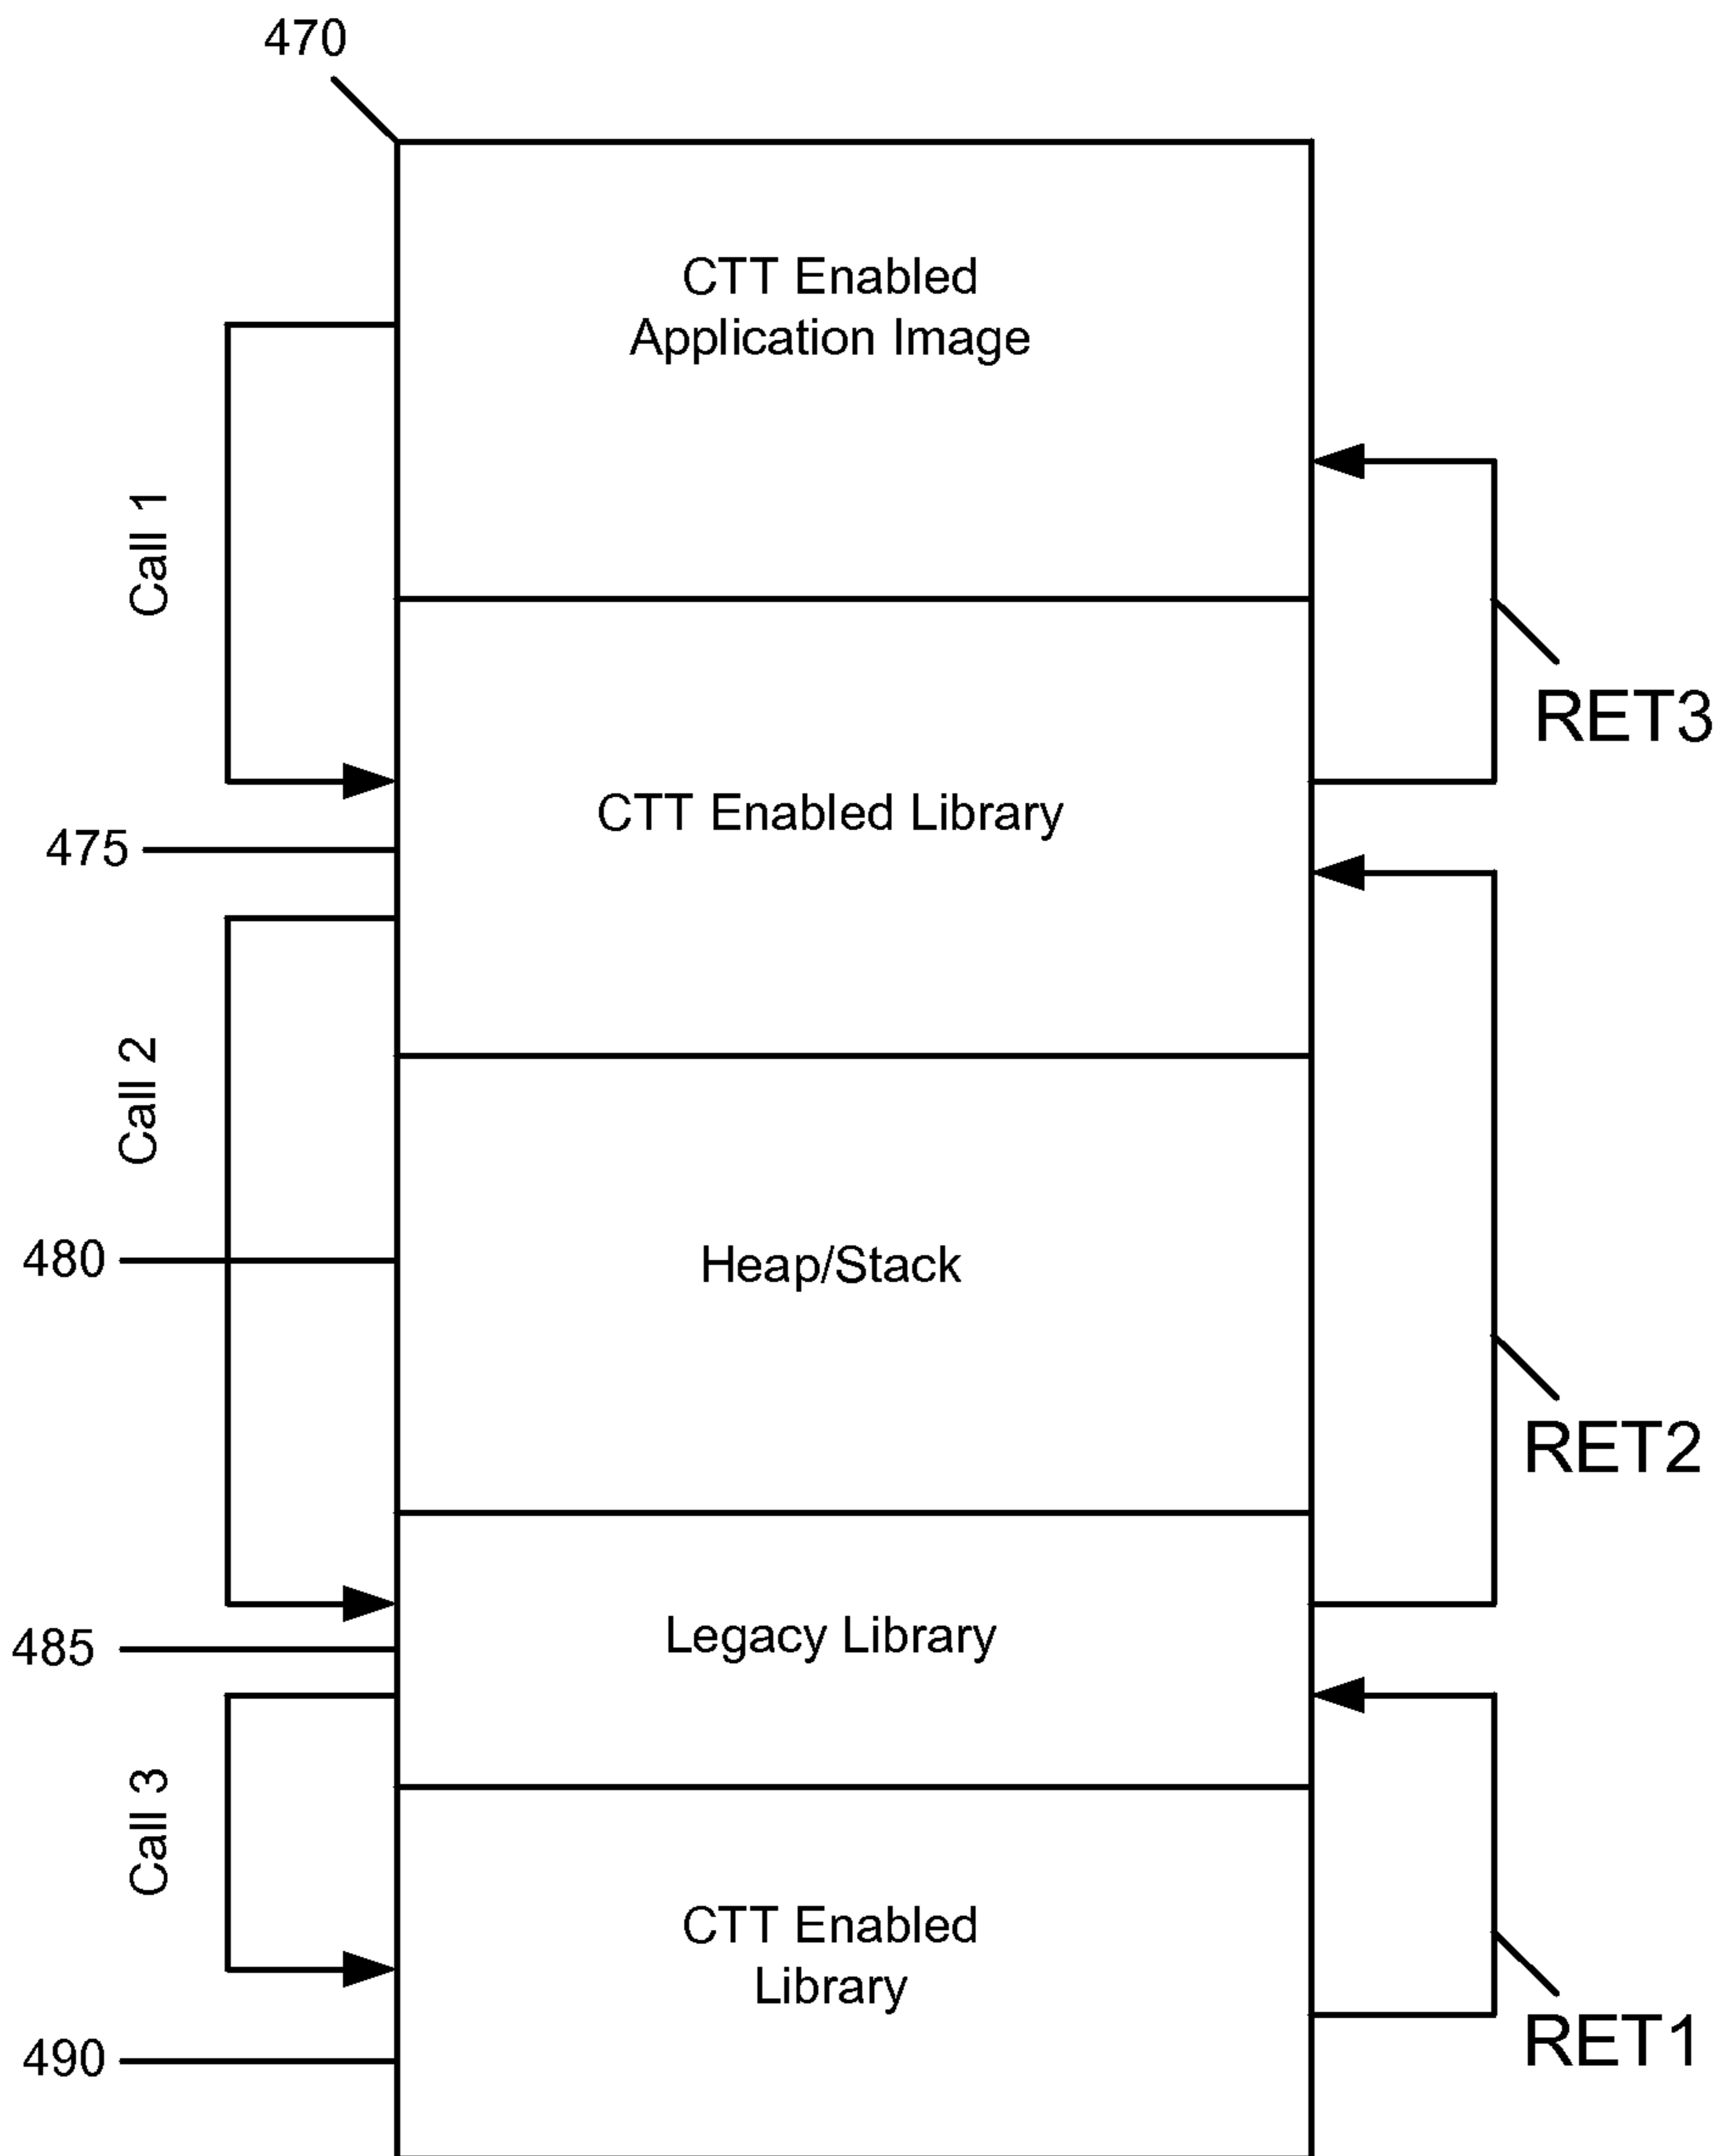 470
CTT Enabled
Application Image
Call 1
RET3
CTT Enabled Library
475
Call 2
480
Heap/Stack
RET2
Legacy Library
485
Call 3
CTT Enabled
Library
RET1
490